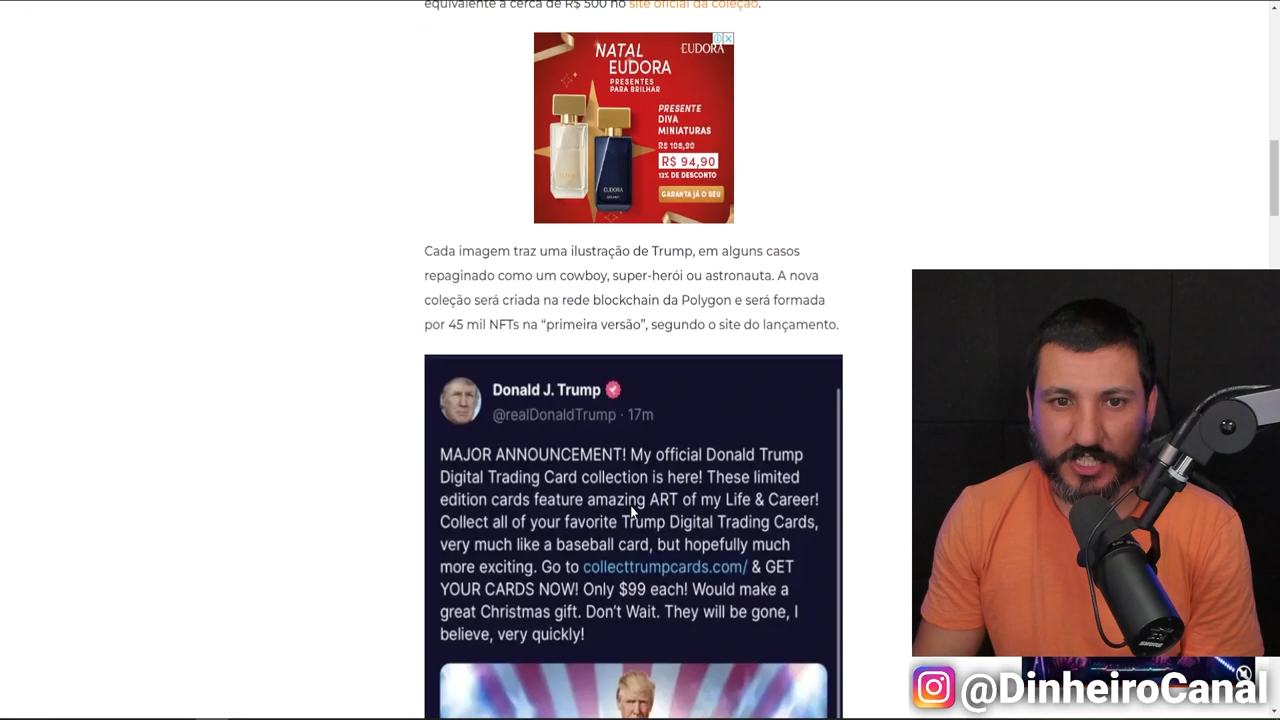 equivalente a cerca de R$ 500 no site oficial da coleção.
NATAL
EUDORA
PRESENTES
PARA BRILHAR
EUDORA
PRESENTE
DIVA
MINIATURAS
R$ 108,90
R$ 94,90
12% DE DESCONTO
GARANTA JÁ O SEU
EUDORA
Cada imagem traz uma ilustração de Trump, em alguns casos
repaginado como um cowboy, super-herói ou astronauta. A nova
coleção será criada na rede blockchain da Polygon e será formada
por 45 mil NFTs na “primeira versão”, segundo o site do lançamento.
Donald J. Trump
@realDonaldTrump · 17m
MAJOR ANNOUNCEMENT! My official Donald Trump
Digital Trading Card collection is here! These limited
edition cards feature amazing ART of my Life & Career!
Collect all of your favorite Trump Digital Trading Cards,
very much like a baseball card, but hopefully much
more exciting. Go to collecttrumpcards.com/ & GET
YOUR CARDS NOW! Only $99 each! Would make a
great Christmas gift. Don't Wait. They will be gone, I
believe, very quickly!
SHURE
@DinheiroCanal